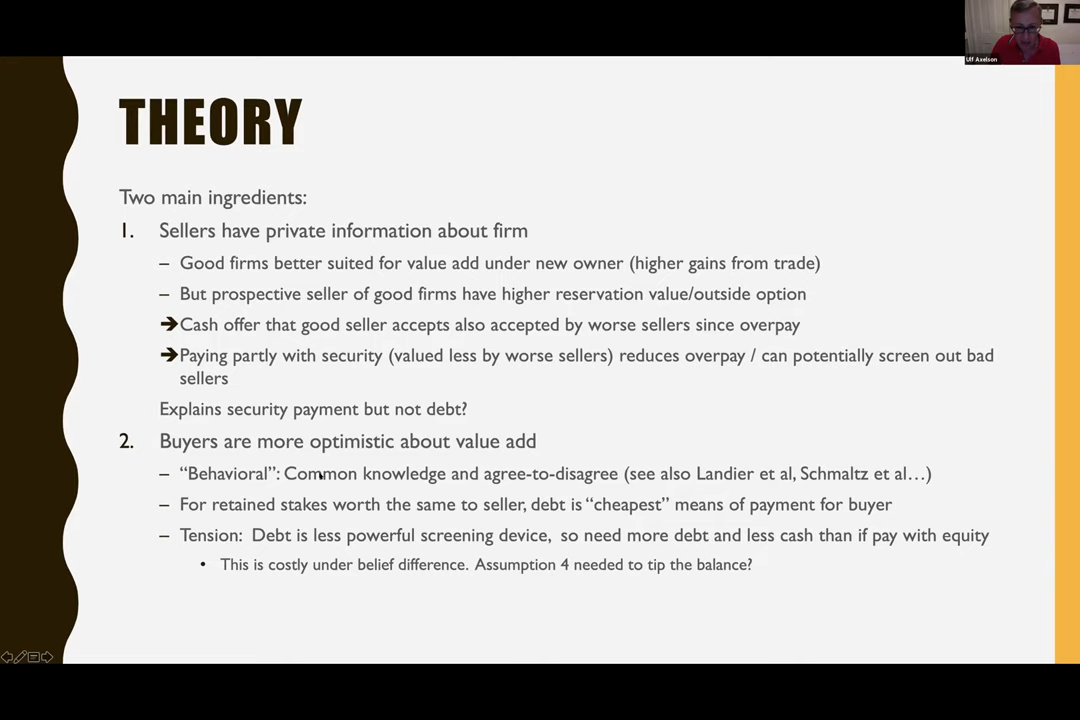 Ulf Axelson
THEORY
Two main ingredients:
1. Sellers have private information about firm
– Good firms better suited for value add under new owner (higher gains from trade)
– But prospective seller of good firms have higher reservation value/outside option
➔Cash offer that good seller accepts also accepted by worse sellers since overpay
➔Paying partly with security (valued less by worse sellers) reduces overpay / can potentially screen out bad
sellers
Explains security payment but not debt?
2. Buyers are more optimistic about value add
– “Behavioral”: Common knowledge and agree-to-disagree (see also Landier et al, Schmaltz et al…)
– For retained stakes worth the same to seller, debt is “cheapest” means of payment for buyer
– Tension: Debt is less powerful screening device, so need more debt and less cash than if pay with equity
• This is costly under belief difference. Assumption 4 needed to tip the balance?